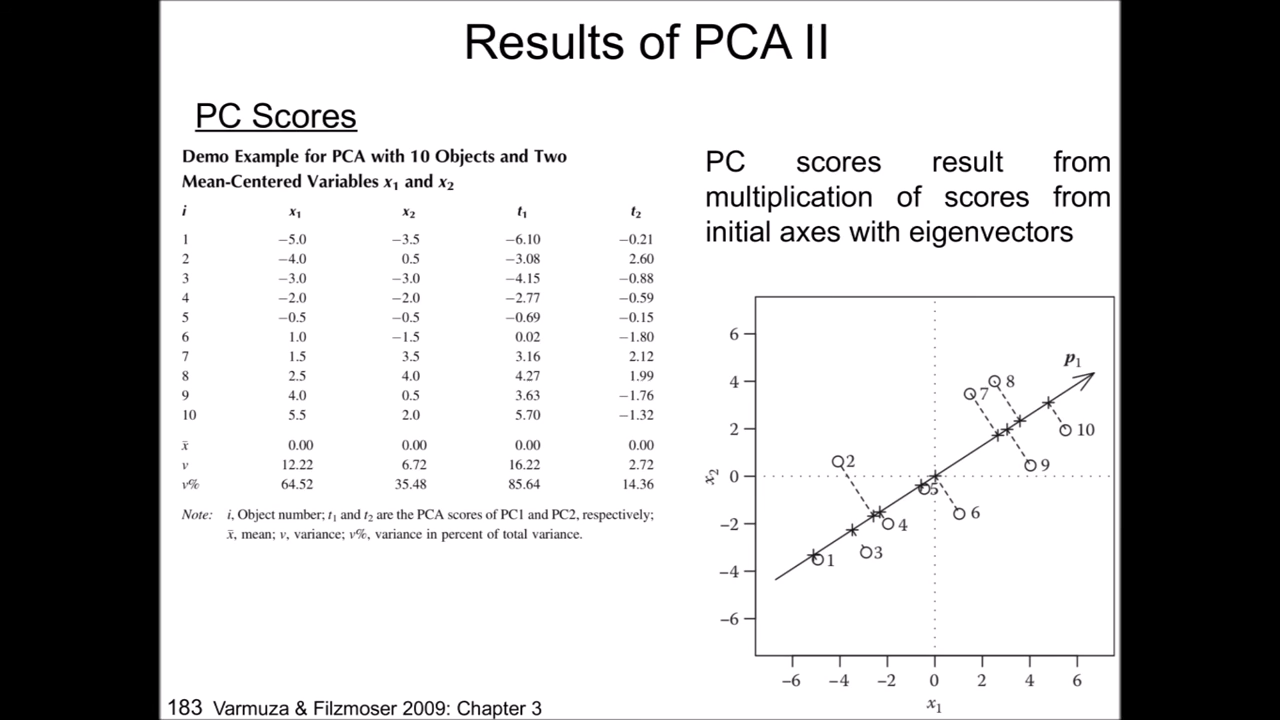 Results of PCA II
PC Scores
Demo Example for PCA with 10 Objects and Two
Mean-Centered Variables x₁ and x₂
i x₁ x₂ t₁ t₂
1 −5.0 −3.5 −6.10 −0.21
2 −4.0 0.5 −3.08 2.60
3 −3.0 −3.0 −4.15 −0.88
4 −2.0 −2.0 −2.77 −0.59
5 −0.5 −0.5 −0.69 −0.15
6 1.0 −1.5 0.02 −1.80
7 1.5 3.5 3.16 2.12
8 2.5 4.0 4.27 1.99
9 4.0 0.5 3.63 −1.76
10 5.5 2.0 5.70 −1.32
x̄ 0.00 0.00 0.00 0.00
v 12.22 6.72 16.22 2.72
v% 64.52 35.48 85.64 14.36
Note: i, Object number; t₁ and t₂ are the PCA scores of PC1 and PC2, respectively;
x̄, mean; v, variance; v%, variance in percent of total variance.
PC scores result from
multiplication of scores from
initial axes with eigenvectors
6
4
2
0
−2
−4
−6
x₂
p₁
8
7
10
2
9
5
6
4
3
1
−6 −4 −2 0 2 4 6
x₁
183 Varmuza & Filzmoser 2009: Chapter 3